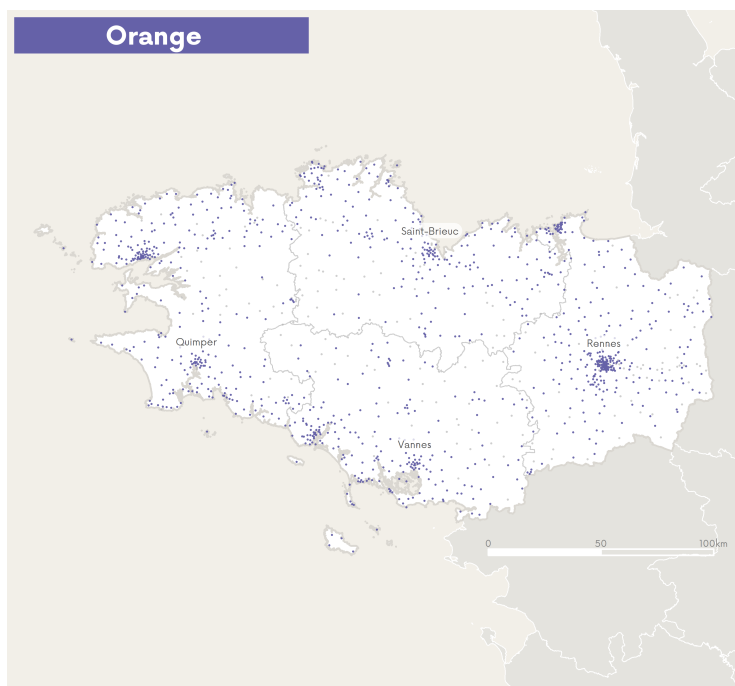 Orange
Saint-Brieuc
Quimper
Rennes
Vannes
0 50 100km